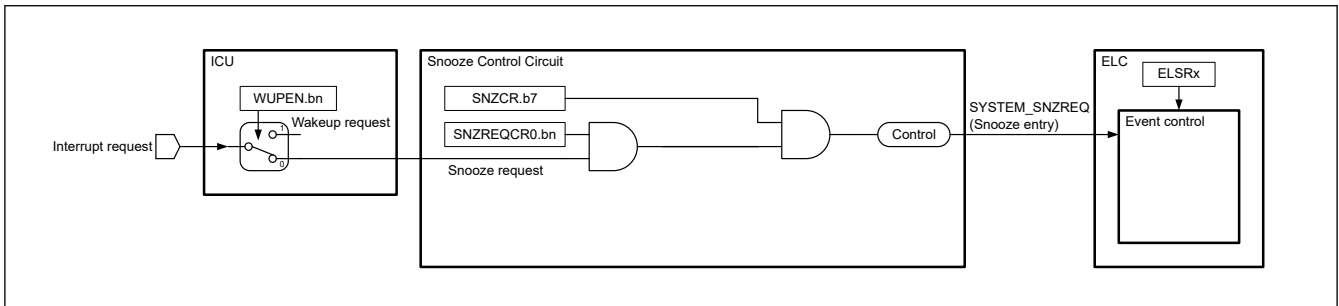 ICU
WUPEN.bn
1
Wakeup request
Interrupt request
0
Snooze Control Circuit
SNZCR.b7
SNZREQCR0.bn
Snooze request
Control
SYSTEM_SNZREQ
(Snooze entry)
ELC
ELSRx
Event control